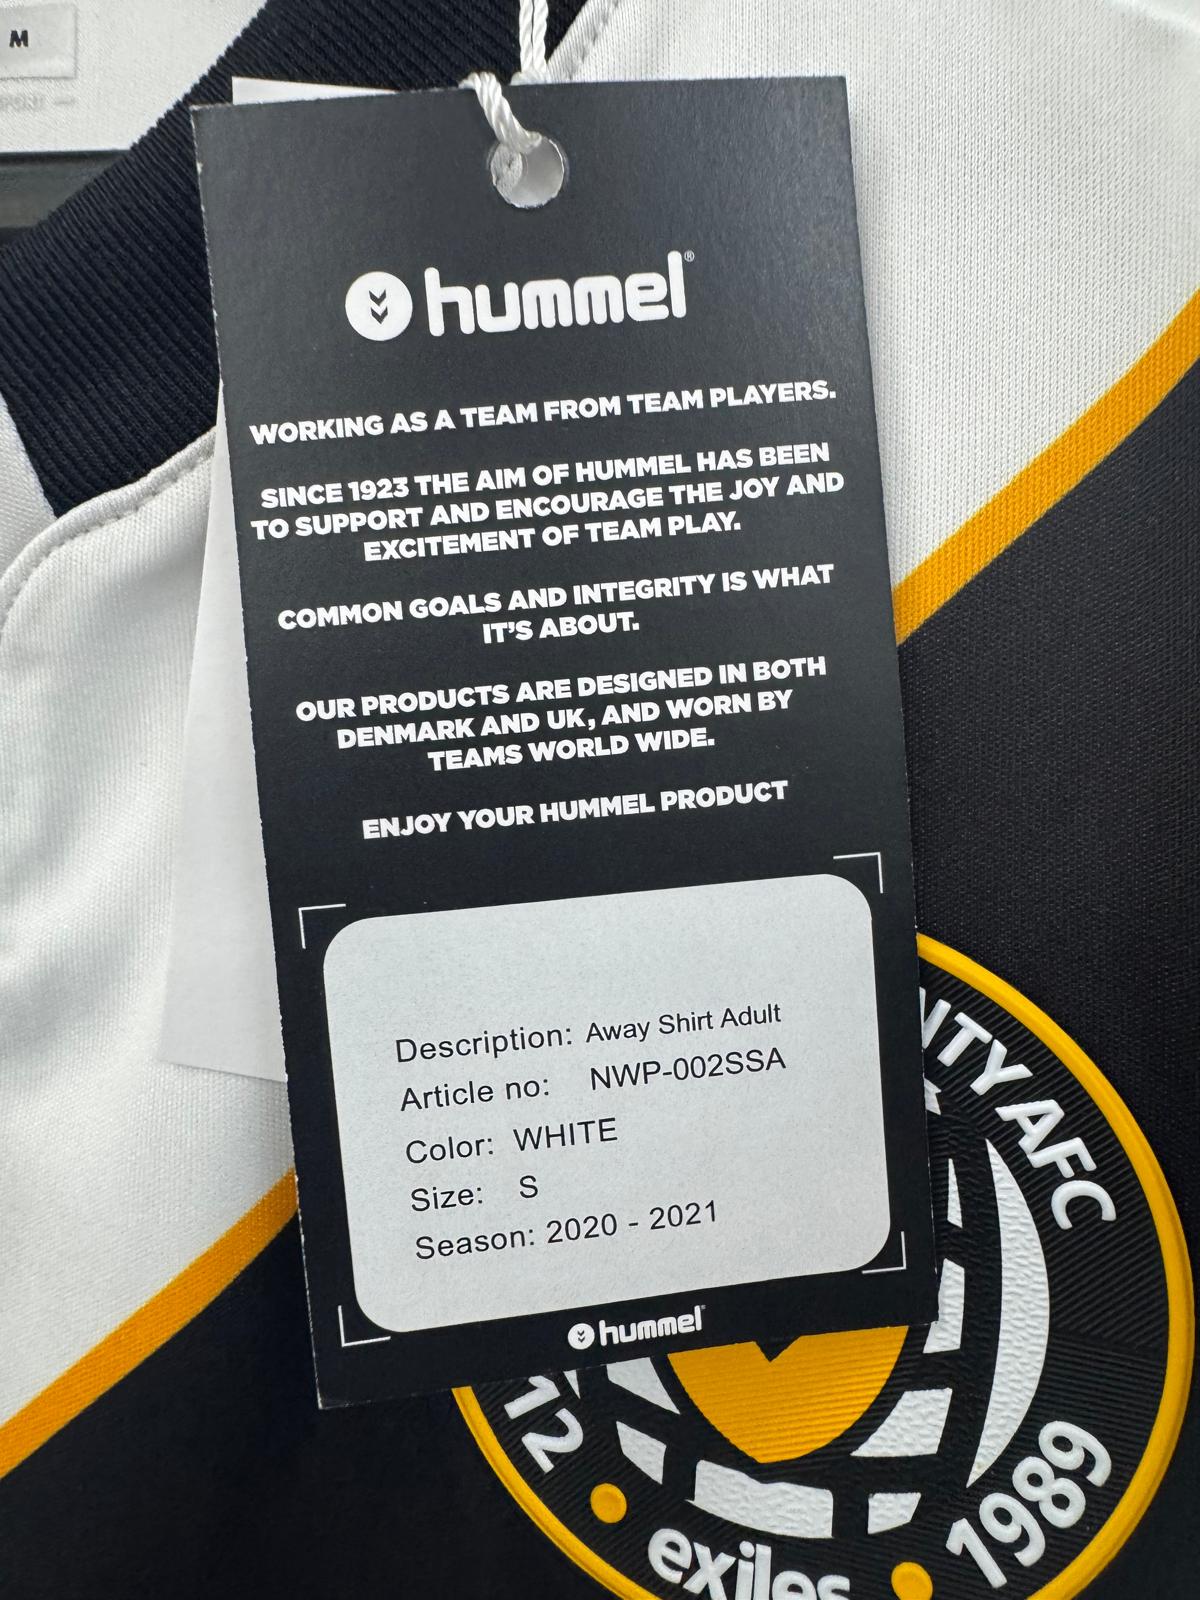 M
SPORT
hummel®
WORKING AS A TEAM FROM TEAM PLAYERS.
SINCE 1923 THE AIM OF HUMMEL HAS BEEN
TO SUPPORT AND ENCOURAGE THE JOY AND
EXCITEMENT OF TEAM PLAY.
COMMON GOALS AND INTEGRITY IS WHAT
IT'S ABOUT.
OUR PRODUCTS ARE DESIGNED IN BOTH
DENMARK AND UK, AND WORN BY
TEAMS WORLD WIDE.
ENJOY YOUR HUMMEL PRODUCT
Description: Away Shirt Adult
Article no: NWP-002SSA
Color: WHITE
Size: S
Season: 2020 - 2021
hummel®
NTY AFC
12
exiles
1989